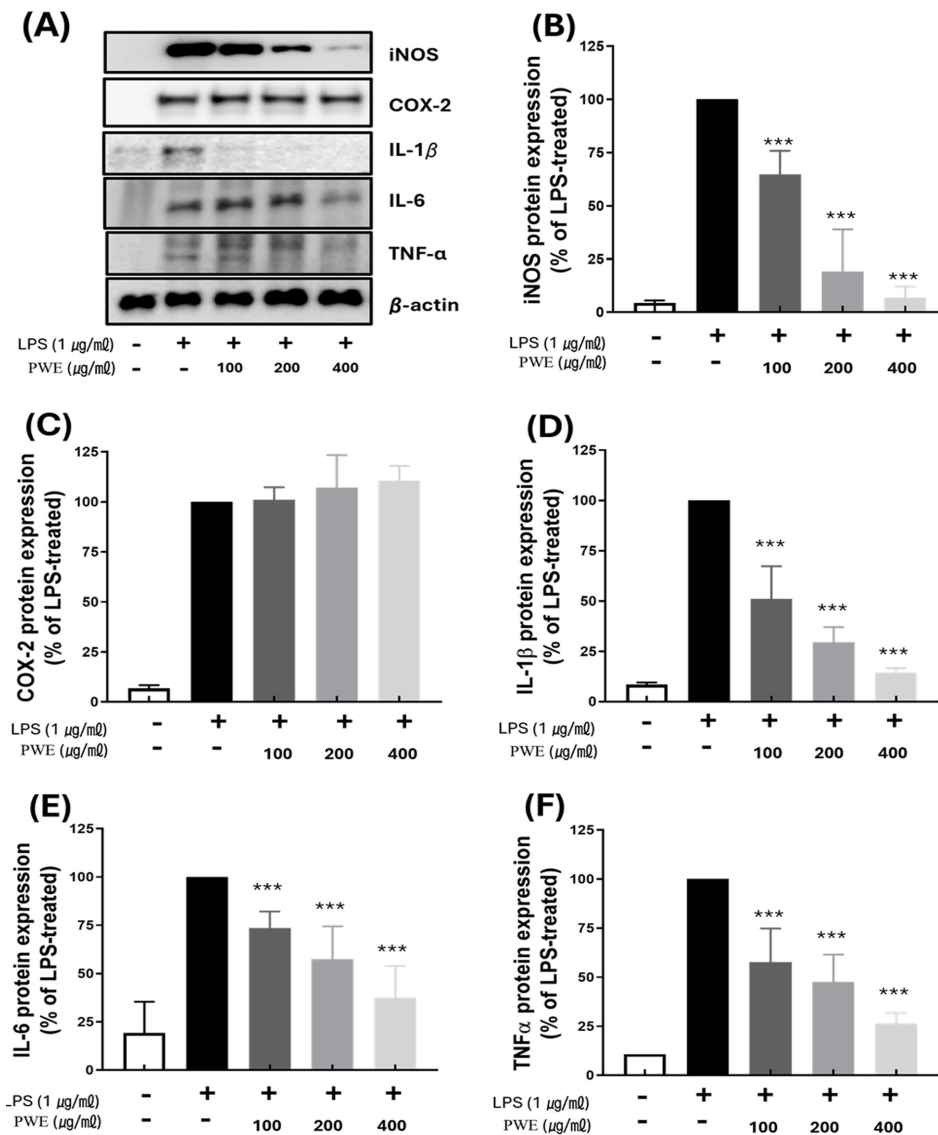 (A)
iNOS
COX-2
IL-1β
IL-6
TNF-α
β-actin
LPS (1 μg/㎖) - + + + +
PWE (μg/㎖) - - 100 200 400
(B)
iNOS protein expression
(% of LPS-treated)
125
100
75
50
25
0
***
***
***
LPS (1 μg/㎖) - + + + +
PWE (μg/㎖) - - 100 200 400
(C)
COX-2 protein expression
(% of LPS-treated)
125
100
75
50
25
0
LPS (1 μg/㎖) - + + + +
PWE (μg/㎖) - - 100 200 400
(D)
IL-1β protein expression
(% of LPS-treated)
125
100
75
50
25
0
***
***
***
LPS (1 μg/㎖) - + + + +
PWE (μg/㎖) - - 100 200 400
(E)
IL-6 protein expression
(% of LPS-treated)
125
100
75
50
25
0
***
***
***
LPS (1 μg/㎖) - + + + +
PWE (μg/㎖) - - 100 200 400
(F)
TNFα protein expression
(% of LPS-treated)
125
100
75
50
25
0
***
***
***
LPS (1 μg/㎖) - + + + +
PWE (μg/㎖) - - 100 200 400